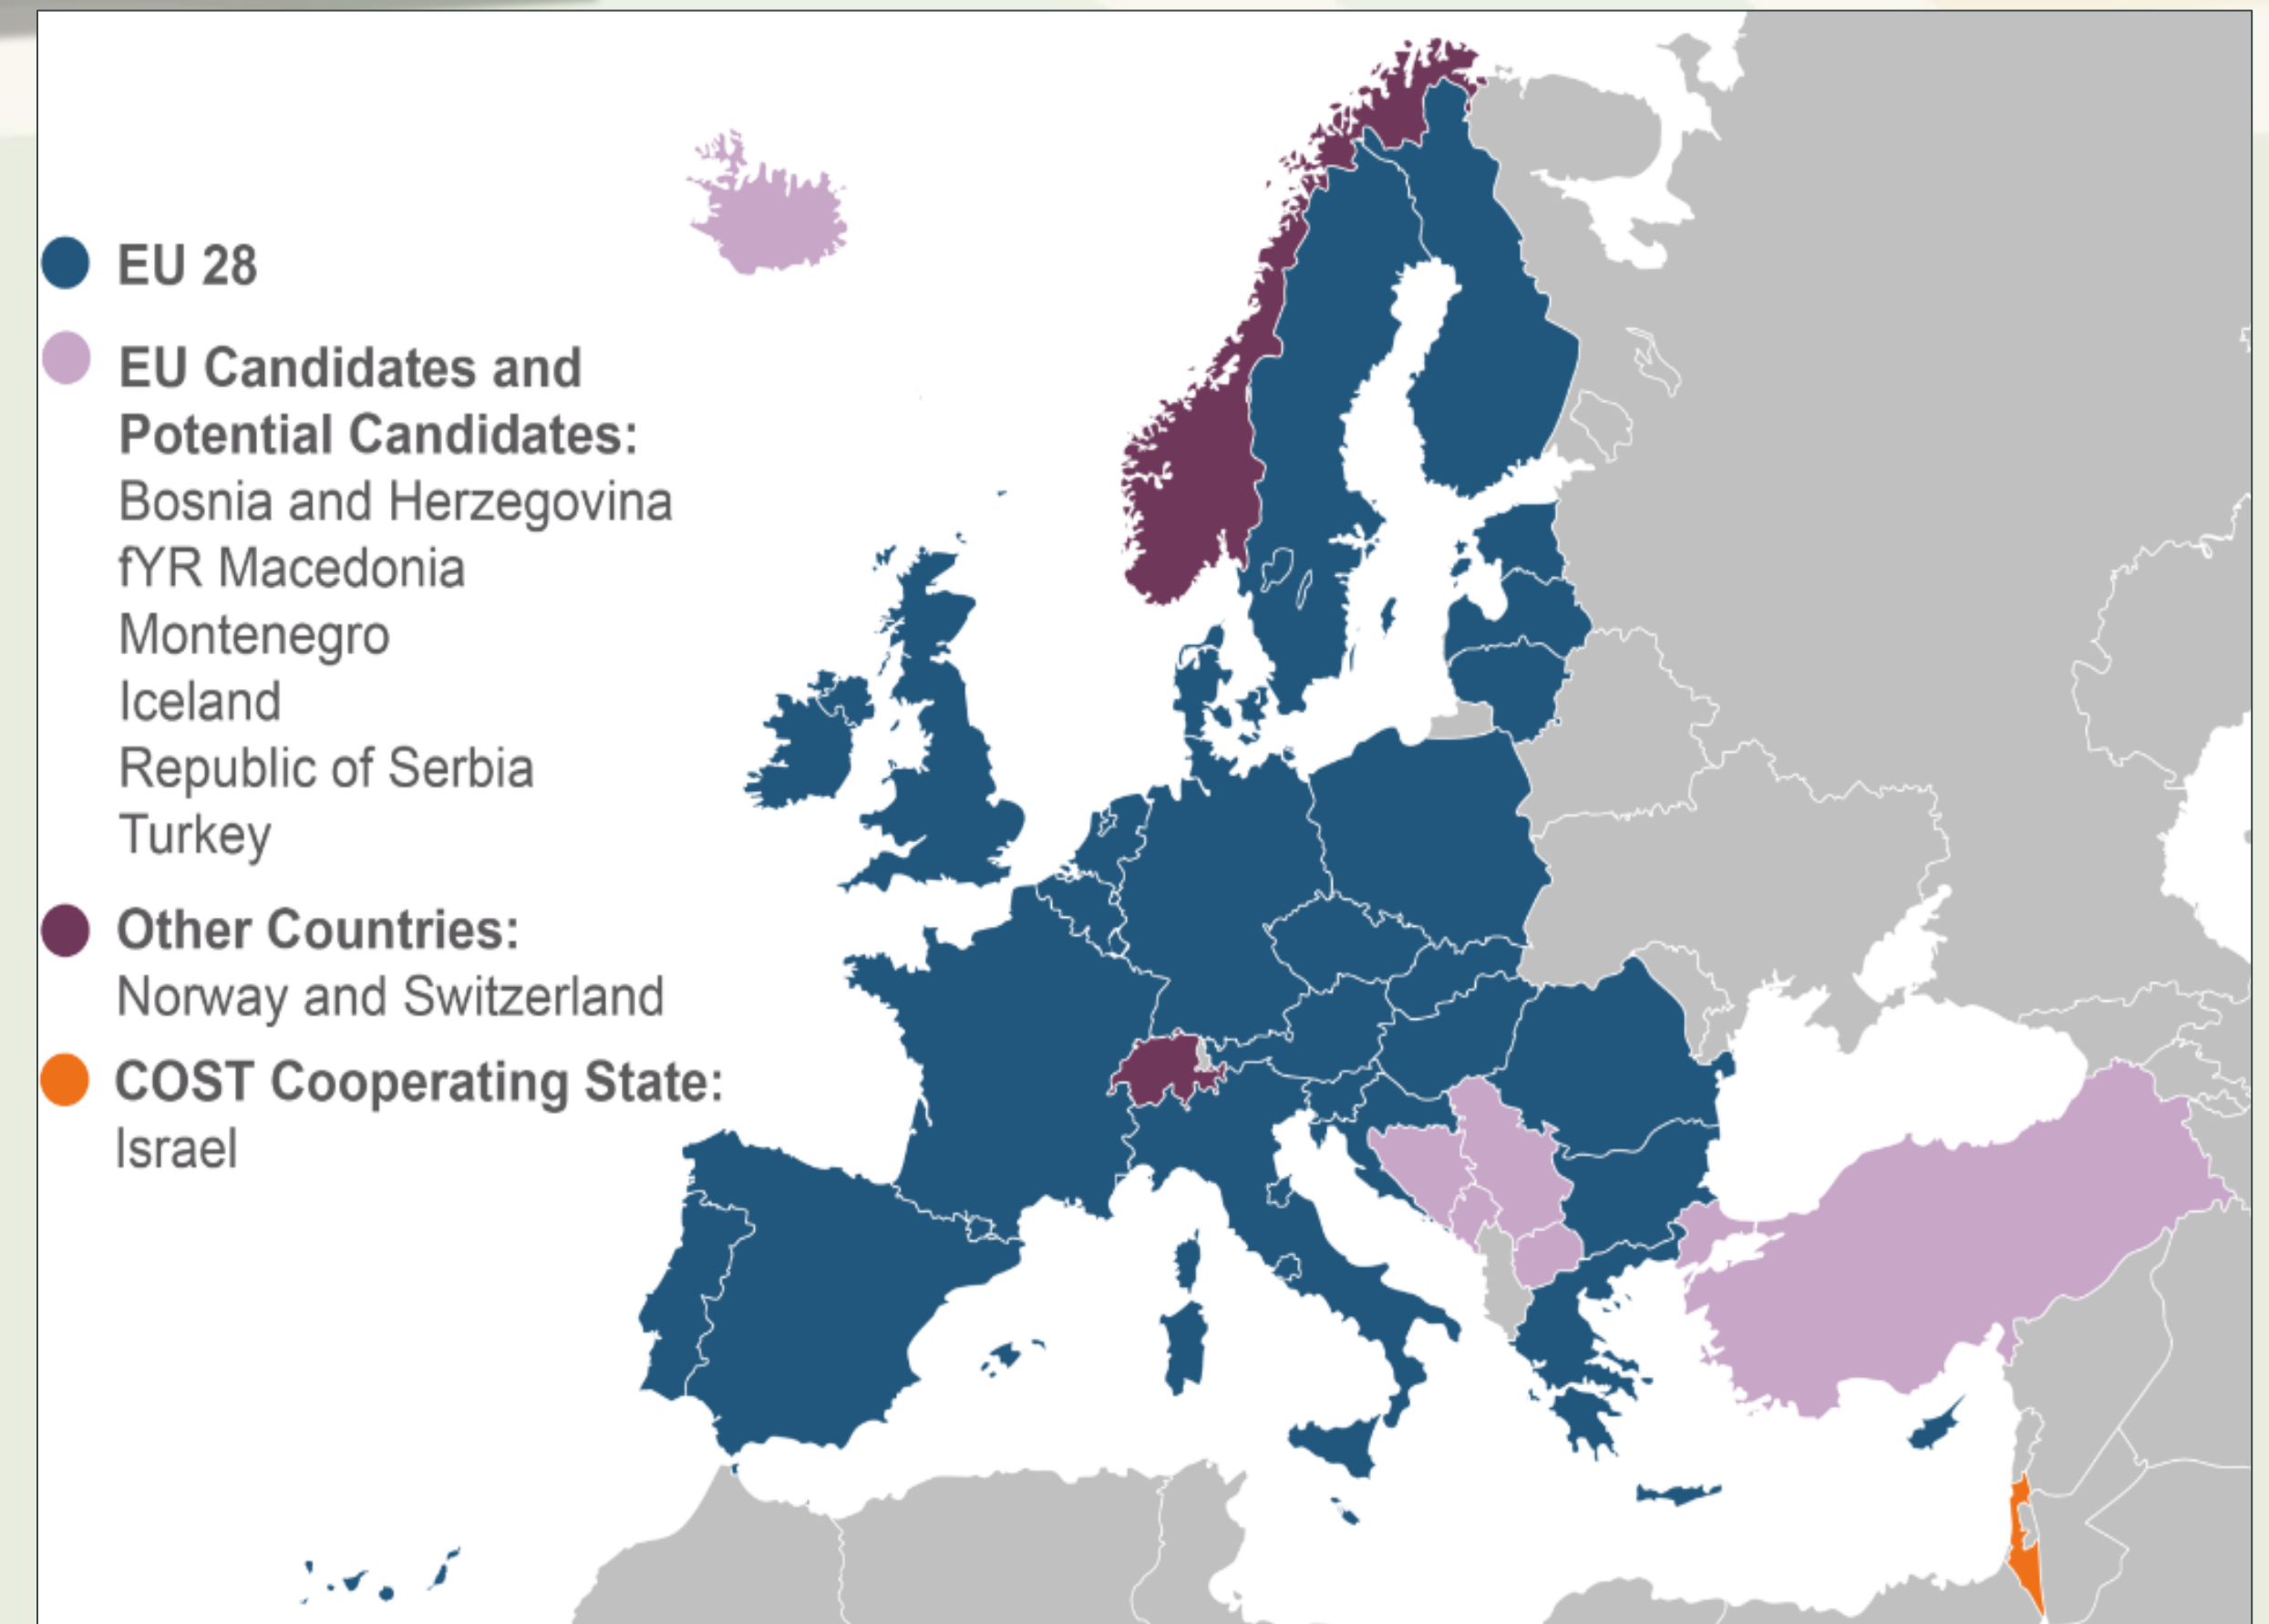 EU 28
EU Candidates and
Potential Candidates:
Bosnia and Herzegovina
fYR Macedonia
Montenegro
Iceland
Republic of Serbia
Turkey
Other Countries:
Norway and Switzerland
COST Cooperating State:
Israel